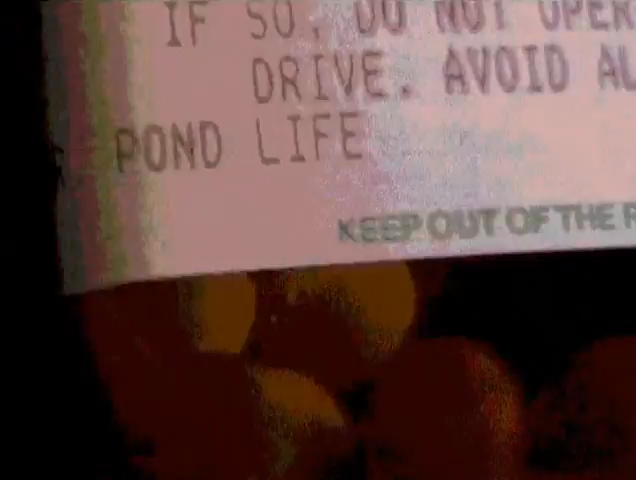 IF SO, DO NOT OPER
DRIVE. AVOID AL
POND LIFE
KEEP OUT OF THE R